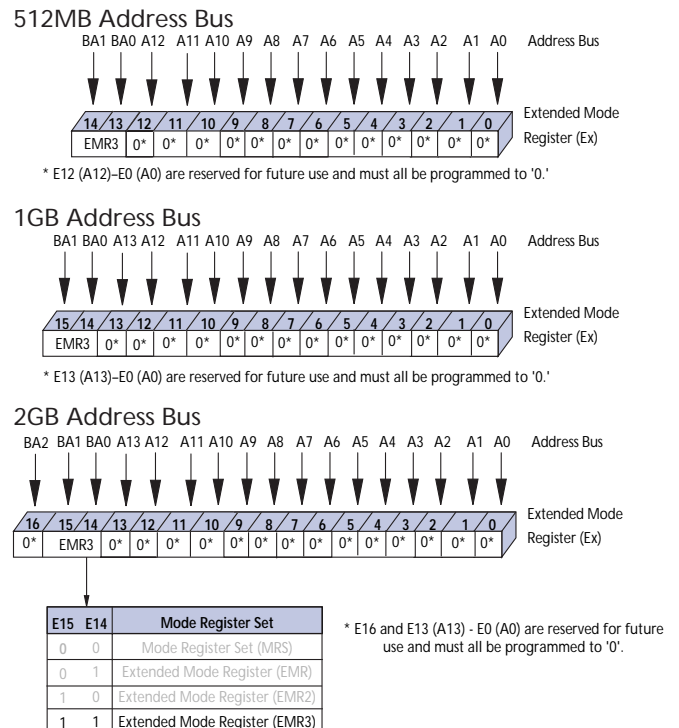 512MB Address Bus
BA1 BA0 A12 A11 A10 A9 A8 A7 A6 A5 A4 A3 A2 A1 A0 Address Bus
14 13 12 11 10 9 8 7 6 5 4 3 2 1 0 Extended Mode
EMR3 0* 0* 0* 0* 0* 0* 0* 0* 0* 0* 0* 0* 0* Register (Ex)
* E12 (A12)–E0 (A0) are reserved for future use and must all be programmed to '0.'
1GB Address Bus
BA1 BA0 A13 A12 A11 A10 A9 A8 A7 A6 A5 A4 A3 A2 A1 A0 Address Bus
15 14 13 12 11 10 9 8 7 6 5 4 3 2 1 0 Extended Mode
EMR3 0* 0* 0* 0* 0* 0* 0* 0* 0* 0* 0* 0* 0* 0* Register (Ex)
* E13 (A13)–E0 (A0) are reserved for future use and must all be programmed to '0.'
2GB Address Bus
BA2 BA1 BA0 A13 A12 A11 A10 A9 A8 A7 A6 A5 A4 A3 A2 A1 A0 Address Bus
16 15 14 13 12 11 10 9 8 7 6 5 4 3 2 1 0 Extended Mode
0* EMR3 0* 0* 0* 0* 0* 0* 0* 0* 0* 0* 0* 0* 0* 0* Register (Ex)
E15 E14 Mode Register Set
0 0 Mode Register Set (MRS)
0 1 Extended Mode Register (EMR)
1 0 Extended Mode Register (EMR2)
1 1 Extended Mode Register (EMR3)
* E16 and E13 (A13) - E0 (A0) are reserved for future
use and must all be programmed to '0'.